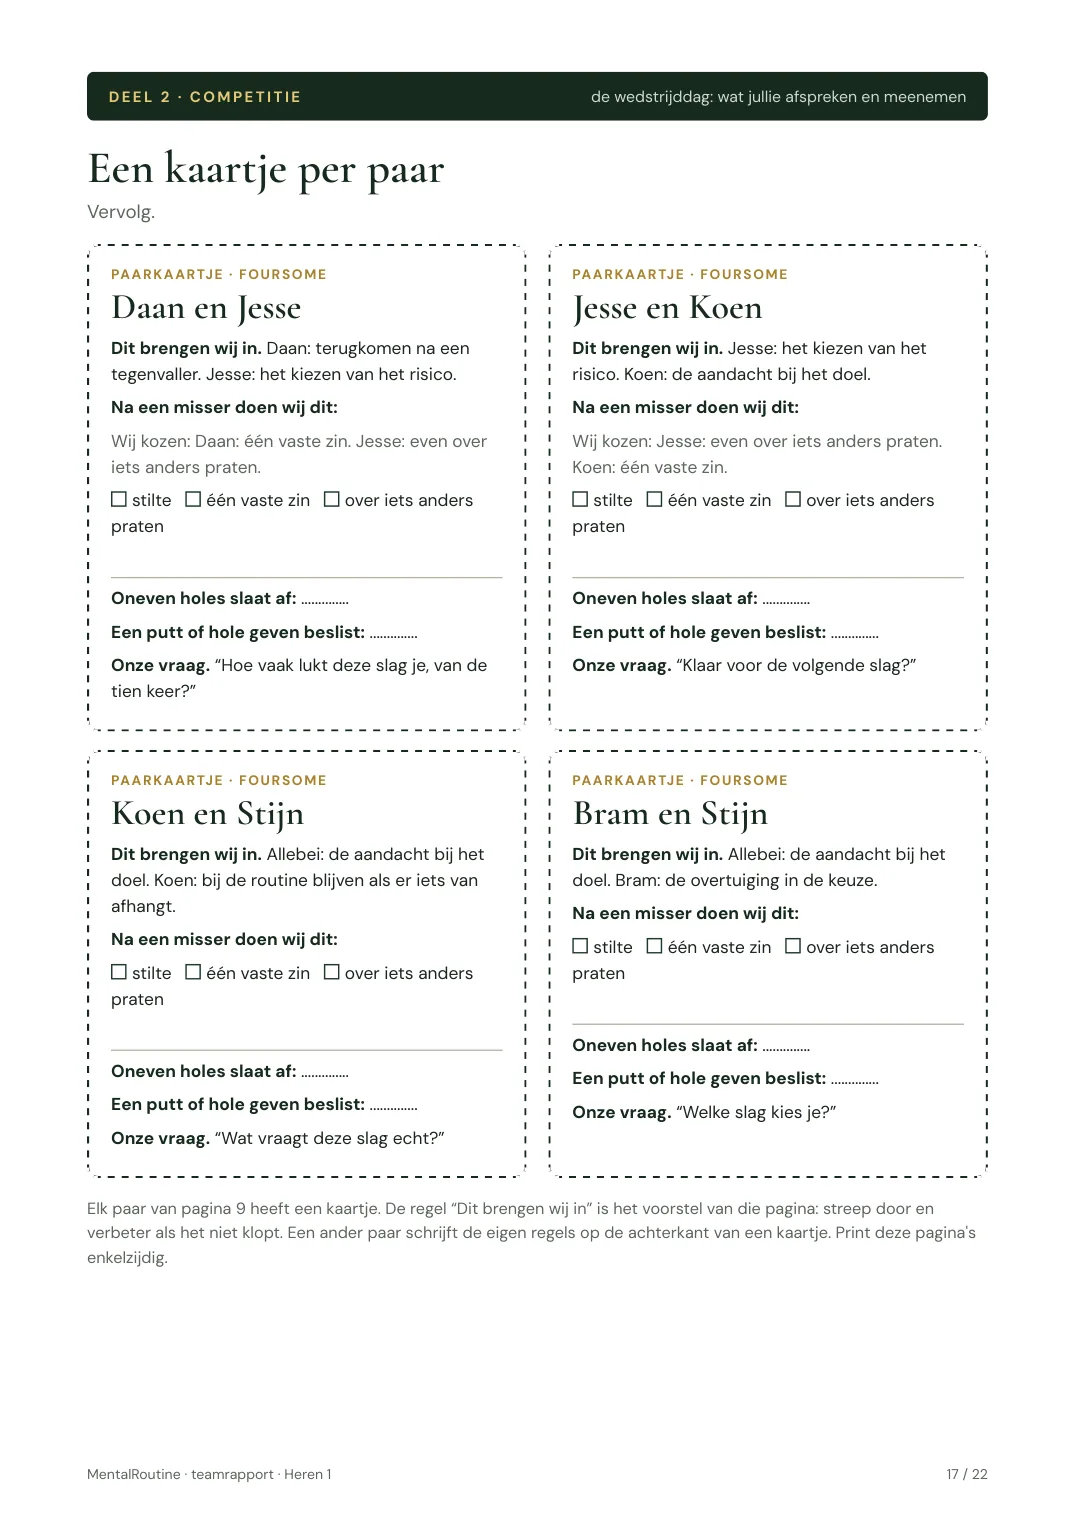 DEEL 2 · COMPETITIE
de wedstrijddag: wat jullie afspreken en meenemen
Een kaartje per paar
Vervolg.
PAARKAARTJE · FOURSOME
Daan en Jesse
Dit brengen wij in. Daan: terugkomen na een
tegenvaller. Jesse: het kiezen van het risico.
Na een misser doen wij dit:
Wij kozen: Daan: één vaste zin. Jesse: even over
iets anders praten.
☐ stilte ☐ één vaste zin ☐ over iets anders
praten
Oneven holes slaat af: ..............
Een putt of hole geven beslist: ..............
Onze vraag. “Hoe vaak lukt deze slag je, van de
tien keer?”
PAARKAARTJE · FOURSOME
Jesse en Koen
Dit brengen wij in. Jesse: het kiezen van het
risico. Koen: de aandacht bij het doel.
Na een misser doen wij dit:
Wij kozen: Jesse: even over iets anders praten.
Koen: één vaste zin.
☐ stilte ☐ één vaste zin ☐ over iets anders
praten
Oneven holes slaat af: ..............
Een putt of hole geven beslist: ..............
Onze vraag. “Klaar voor de volgende slag?”
PAARKAARTJE · FOURSOME
Koen en Stijn
Dit brengen wij in. Allebei: de aandacht bij het
doel. Koen: bij de routine blijven als er iets van
afhangt.
Na een misser doen wij dit:
☐ stilte ☐ één vaste zin ☐ over iets anders
praten
Oneven holes slaat af: ..............
Een putt of hole geven beslist: ..............
Onze vraag. “Wat vraagt deze slag echt?”
PAARKAARTJE · FOURSOME
Bram en Stijn
Dit brengen wij in. Allebei: de aandacht bij het
doel. Bram: de overtuiging in de keuze.
Na een misser doen wij dit:
☐ stilte ☐ één vaste zin ☐ over iets anders
praten
Oneven holes slaat af: ..............
Een putt of hole geven beslist: ..............
Onze vraag. “Welke slag kies je?”
Elk paar van pagina 9 heeft een kaartje. De regel “Dit brengen wij in” is het voorstel van die pagina: streep door en
verbeter als het niet klopt. Een ander paar schrijft de eigen regels op de achterkant van een kaartje. Print deze pagina's
enkelzijdig.
MentalRoutine · teamrapport · Heren 1
17 / 22